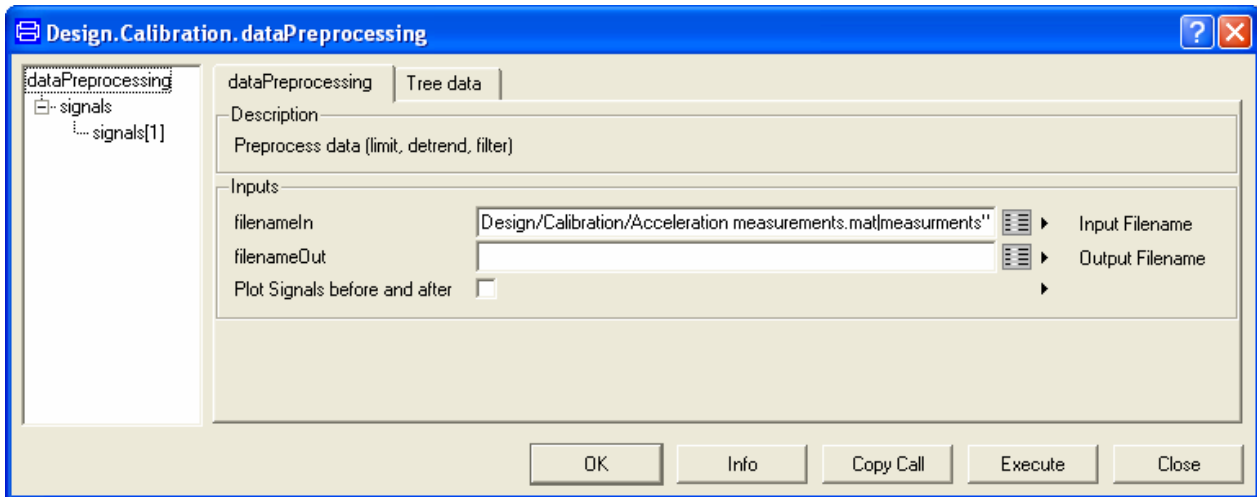 Design.Calibration.dataPreprocessing
dataPreprocessing
signals
signals[1]
dataPreprocessing Tree data
Description
Preprocess data (limit, detrend, filter)
Inputs
filenameIn Design/Calibration/Acceleration measurements.mat|measurments" Input Filename
filenameOut Output Filename
Plot Signals before and after
OK Info Copy Call Execute Close